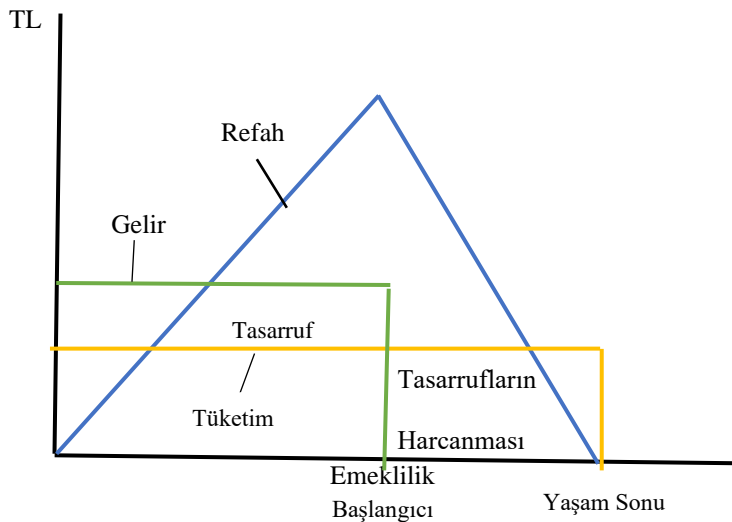 TL
Refah
Gelir
Tasarruf
Tüketim
Tasarrufların
Harcanması
Emeklilik
Başlangıcı
Yaşam Sonu